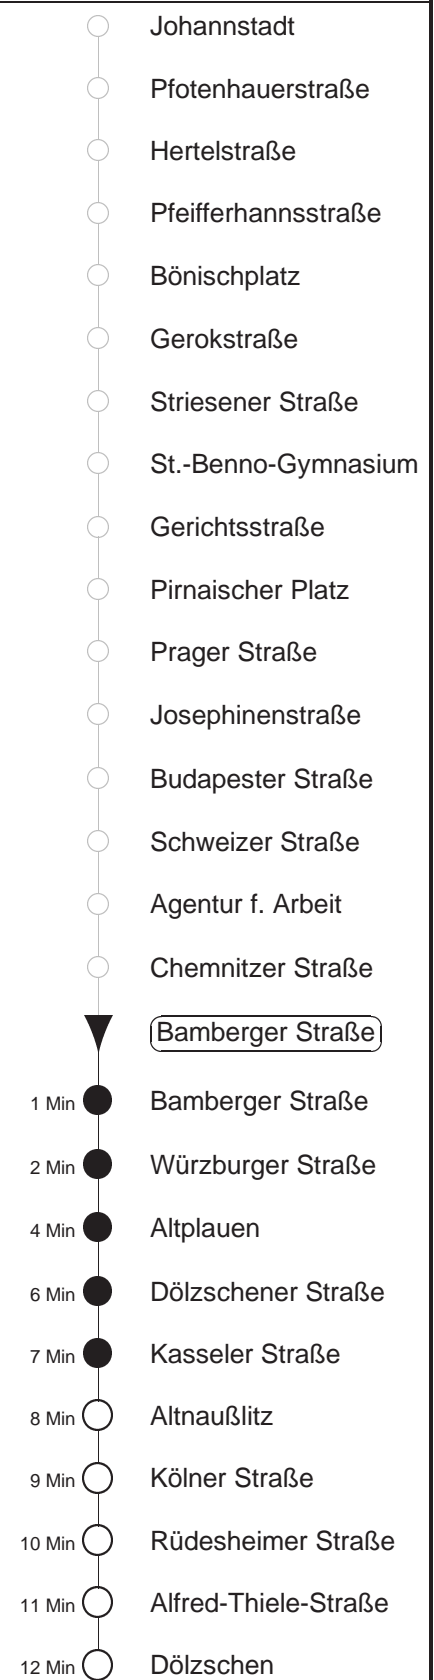 Johannstadt
Pfotenhauerstraße
Hertelstraße
Pfeifferhannsstraße
Bönischplatz
Gerokstraße
Striesener Straße
St.-Benno-Gymnasium
Gerichtsstraße
Pirnaischer Platz
Prager Straße
Josephinenstraße
Budapester Straße
Schweizer Straße
Agentur f. Arbeit
Chemnitzer Straße
Bamberger Straße
1 Min Bamberger Straße
2 Min Würzburger Straße
4 Min Altplauen
6 Min Dölzschener Straße
7 Min Kasseler Straße
8 Min Altnaußlitz
9 Min Kölner Straße
10 Min Rüdesheimer Straße
11 Min Alfred-Thiele-Straße
12 Min Dölzschen